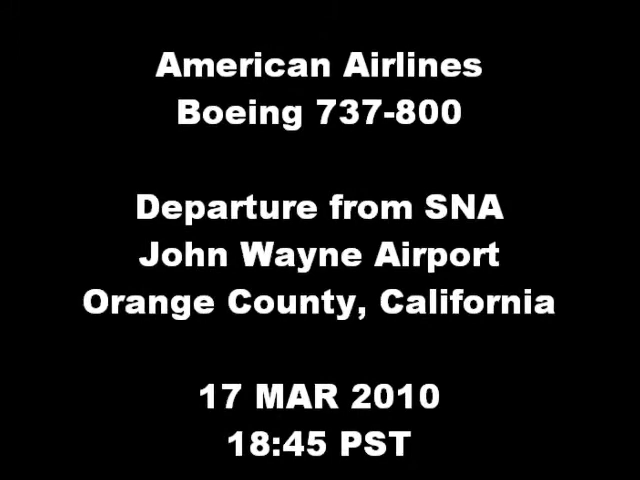 American Airlines
Boeing 737-800
Departure from SNA
John Wayne Airport
Orange County, California
17 MAR 2010
18:45 PST